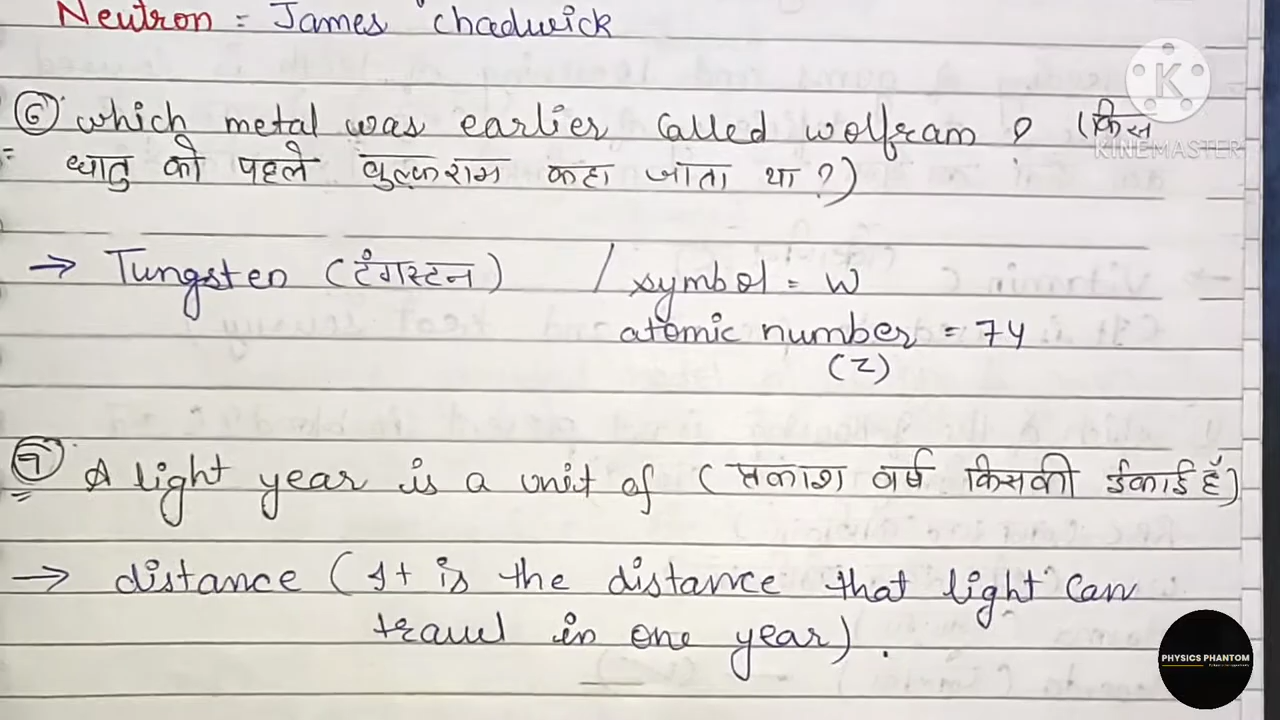 Neutron = James Chadwick
⑥ which metal was earlier called wolfram ? (किस
धातु को पहले वुल्फराम कहा जाता था ?)
→ Tungsten (टंगस्टन) / symbol = W
atomic number = 74
(Z)
⑦ A light year is a unit of (प्रकाश वर्ष किसकी ईकाई हैं)
→ distance (It is the distance that light can
travel in one year).
KINEMASTER
PHYSICS PHANTOM